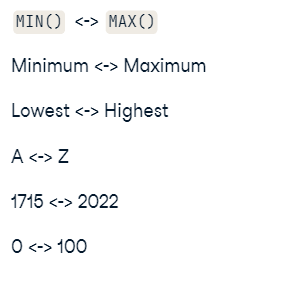 MIN() <-> MAX()
Minimum <-> Maximum
Lowest <-> Highest
A <-> Z
1715 <-> 2022
0 <-> 100